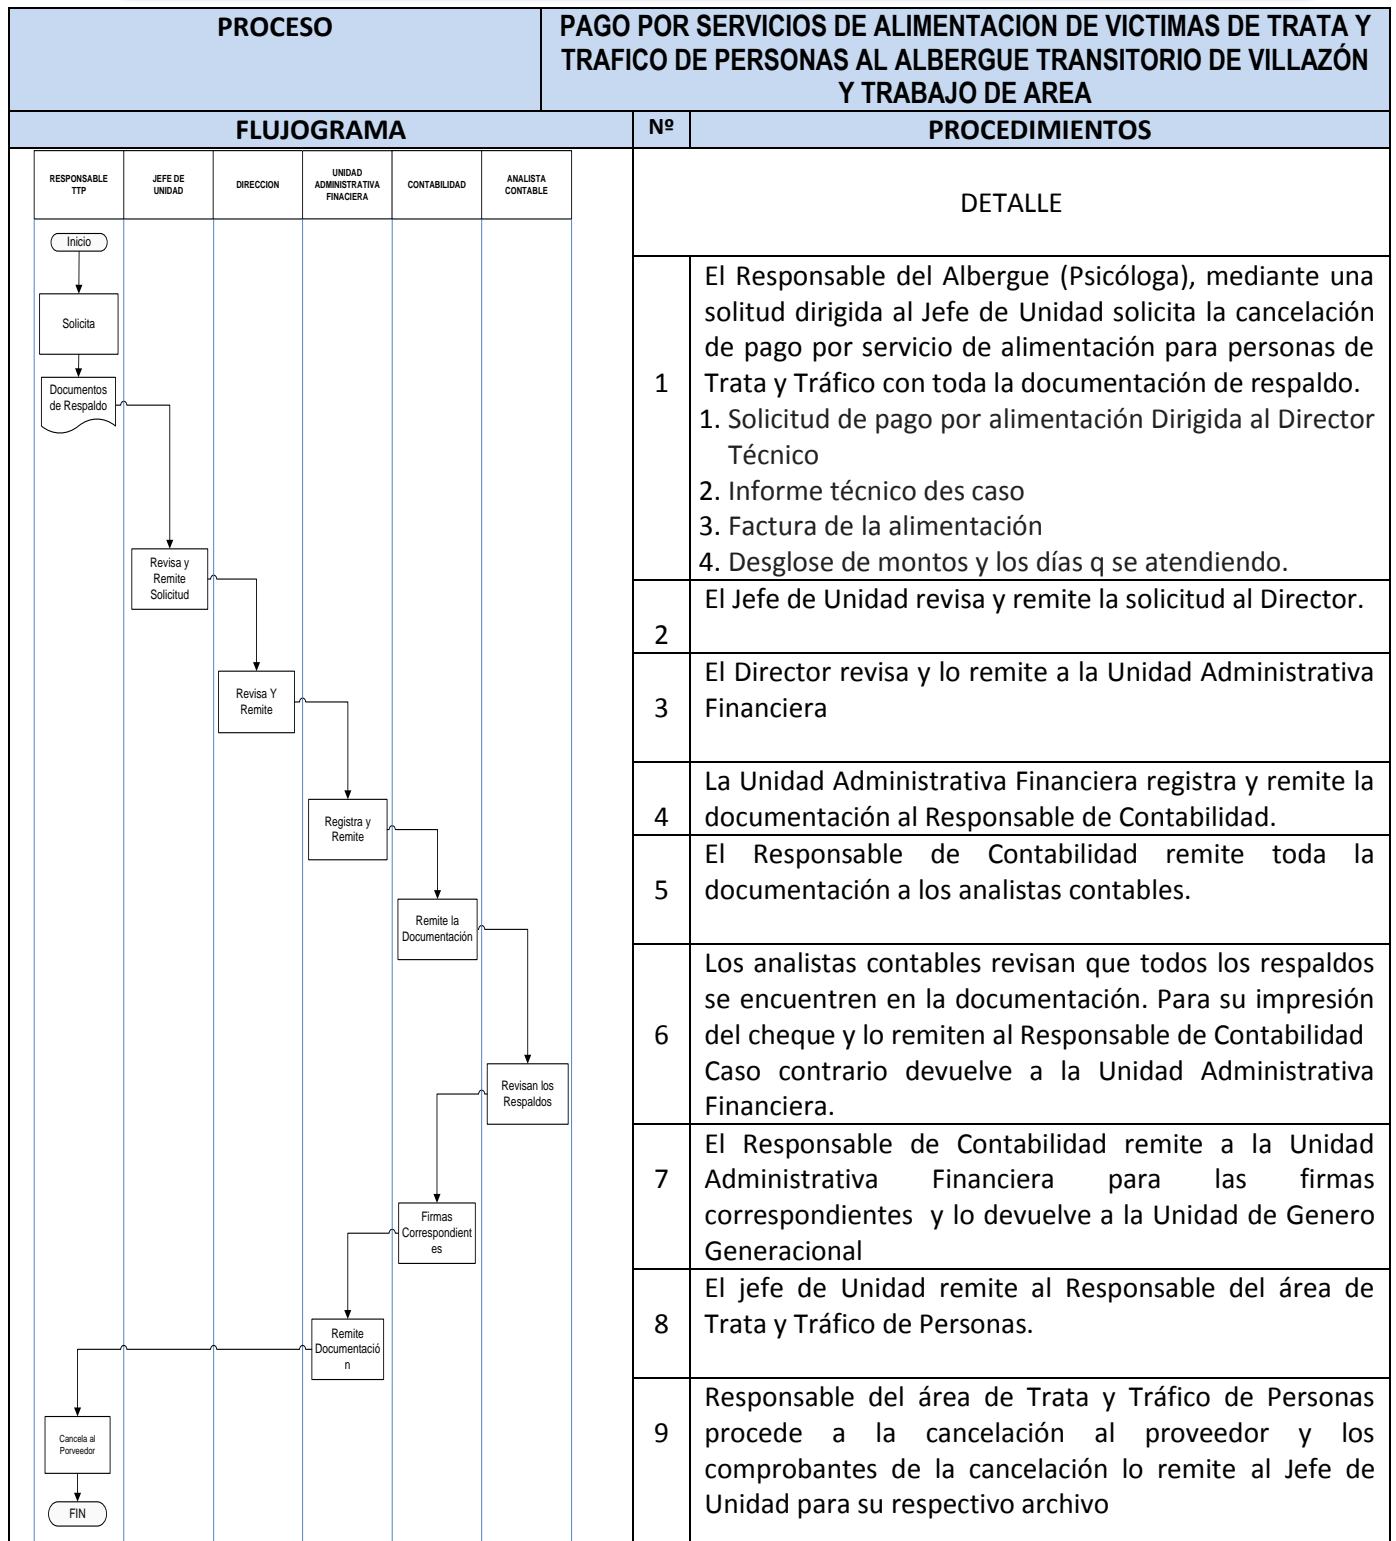 PROCESO
PAGO POR SERVICIOS DE ALIMENTACION DE VICTIMAS DE TRATA Y
TRAFICO DE PERSONAS AL ALBERGUE TRANSITORIO DE VILLAZÓN
Y TRABAJO DE AREA
FLUJOGRAMA
Nº
PROCEDIMIENTOS
RESPONSABLE
TTP
JEFE DE
UNIDAD
DIRECCION
UNIDAD
ADMINISTRATIVA
FINACIERA
CONTABILIDAD
ANALISTA
CONTABLE
Inicio
Solicita
Documentos
de Respaldo
Revisa y
Remite
Solicitud
Revisa Y
Remite
Registra y
Remite
Remite la
Documentación
Revisan los
Respaldos
Firmas
Correspondient
es
Remite
Documentació
n
Cancela al
Porveedor
FIN
DETALLE
1
El Responsable del Albergue (Psicóloga), mediante una
solitud dirigida al Jefe de Unidad solicita la cancelación
de pago por servicio de alimentación para personas de
Trata y Tráfico con toda la documentación de respaldo.
1. Solicitud de pago por alimentación Dirigida al Director
Técnico
2. Informe técnico des caso
3. Factura de la alimentación
4. Desglose de montos y los días q se atendiendo.
2
El Jefe de Unidad revisa y remite la solicitud al Director.
3
El Director revisa y lo remite a la Unidad Administrativa
Financiera
4
La Unidad Administrativa Financiera registra y remite la
documentación al Responsable de Contabilidad.
5
El Responsable de Contabilidad remite toda la
documentación a los analistas contables.
6
Los analistas contables revisan que todos los respaldos
se encuentren en la documentación. Para su impresión
del cheque y lo remiten al Responsable de Contabilidad
Caso contrario devuelve a la Unidad Administrativa
Financiera.
7
El Responsable de Contabilidad remite a la Unidad
Administrativa Financiera para las firmas
correspondientes y lo devuelve a la Unidad de Genero
Generacional
8
El jefe de Unidad remite al Responsable del área de
Trata y Tráfico de Personas.
9
Responsable del área de Trata y Tráfico de Personas
procede a la cancelación al proveedor y los
comprobantes de la cancelación lo remite al Jefe de
Unidad para su respectivo archivo